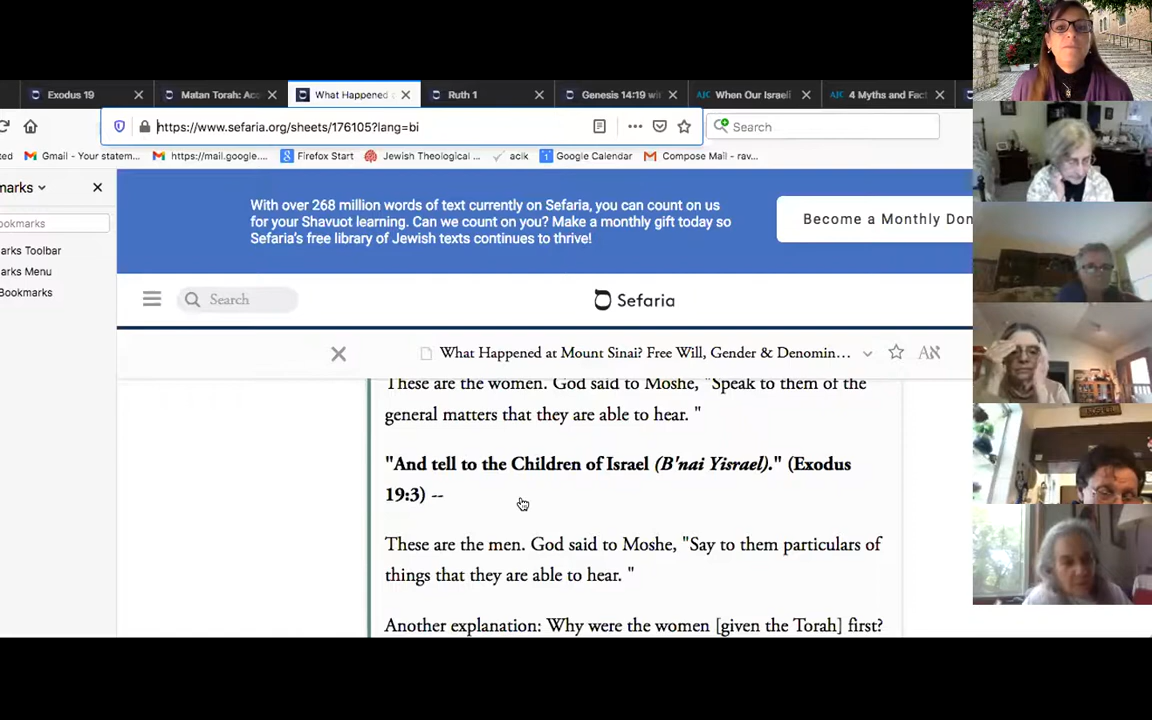 Exodus 19
Matan Torah: Acc
What Happened
Ruth 1
Genesis 14:19 wi
AJC When Our Israeli
AJC 4 Myths and Fact
https://www.sefaria.org/sheets/176105?lang=bi
Search
Gmail - Your statem...
https://mail.google....
Firefox Start
Jewish Theological ...
acik
Google Calendar
Compose Mail - rav...
marks
ookmarks
arks Toolbar
arks Menu
Bookmarks
With over 268 million words of text currently on Sefaria, you can count on us
for your Shavuot learning. Can we count on you? Make a monthly gift today so
Sefaria's free library of Jewish texts continues to thrive!
Become a Monthly Don
Search
Sefaria
What Happened at Mount Sinai? Free Will, Gender & Denomin...
These are the women. God said to Moshe, "Speak to them of the
general matters that they are able to hear. "
"And tell to the Children of Israel (B'nai Yisrael)." (Exodus
19:3) --
These are the men. God said to Moshe, "Say to them particulars of
things that they are able to hear. "
Another explanation: Why were the women [given the Torah] first?